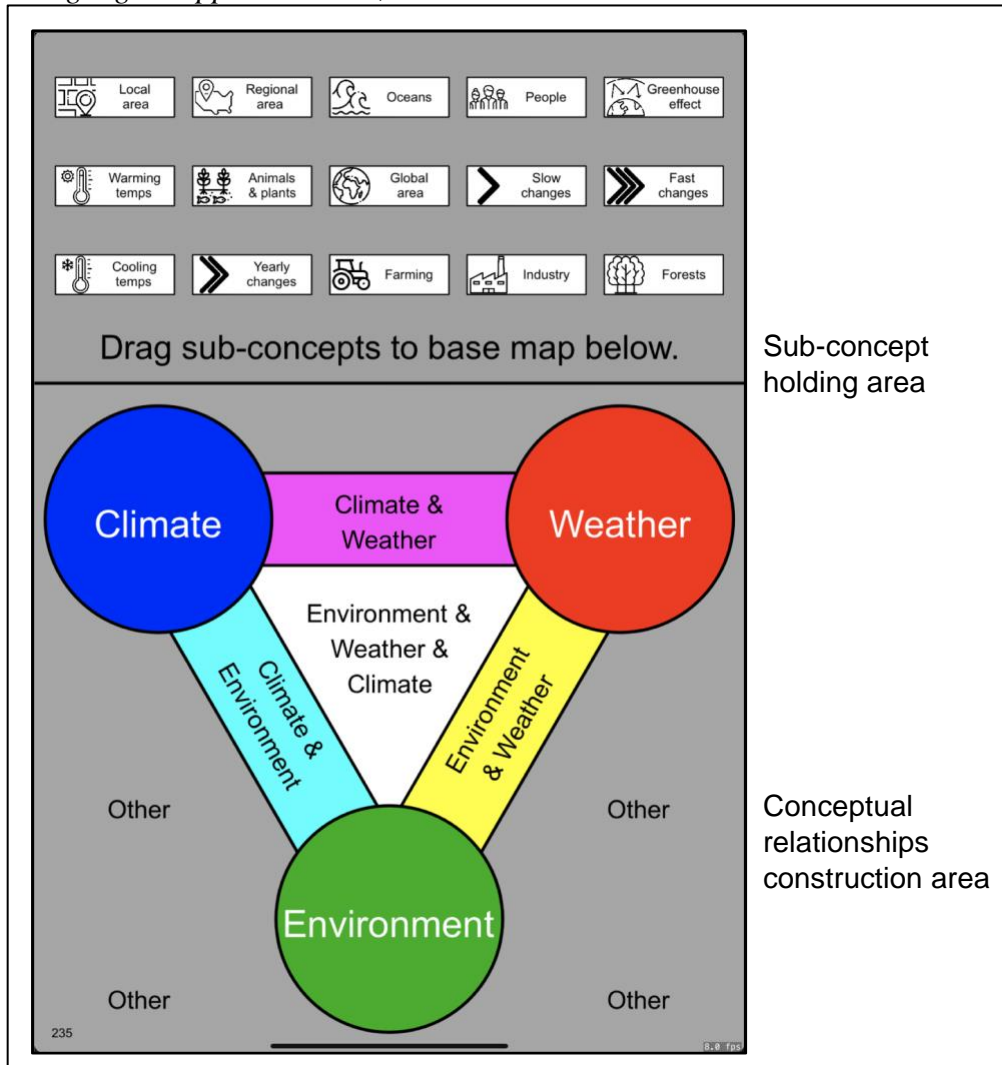 Local
area
Regional
area
Oceans
People
Greenhouse
effect
Warming
temps
Animals
& plants
Global
area
Slow
changes
Fast
changes
Cooling
temps
Yearly
changes
Farming
Industry
Forests
Drag sub-concepts to base map below.
Sub-concept
holding area
Climate
Climate &
Weather
Weather
Environment &
Weather &
Climate
Climate &
Environment
Environment
& Weather
Other
Other
Conceptual
relationships
construction area
Environment
Other
Other
235
8.0 fps